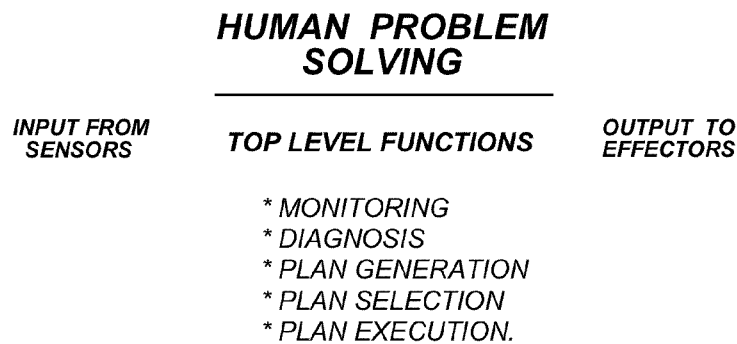 HUMAN PROBLEM
SOLVING
INPUT FROM
SENSORS
TOP LEVEL FUNCTIONS
OUTPUT TO
EFFECTORS
* MONITORING
* DIAGNOSIS
* PLAN GENERATION
* PLAN SELECTION
* PLAN EXECUTION.